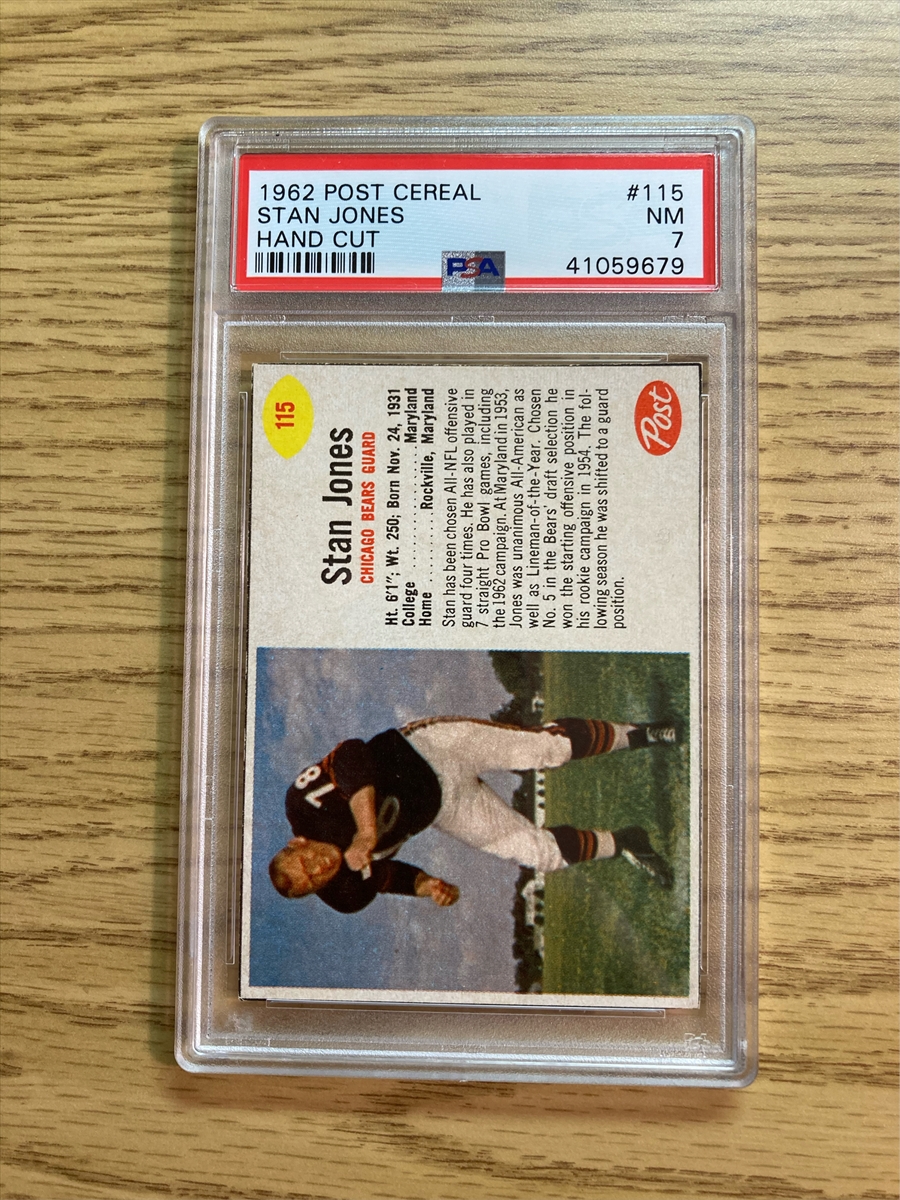 1962 POST CEREAL #115
STAN JONES NM
HAND CUT 7
PSA 41059679
115
Stan Jones
CHICAGO BEARS GUARD
Ht. 6'1"; Wt. 250; Born Nov. 24, 1931
College .................... Maryland
Home .......... Rockville, Maryland
Stan has been chosen All-NFL offensive
guard four times. He has also played in
7 straight Pro Bowl games, including
the 1962 campaign. At Maryland in 1953,
Jones was unanimous All-American as
well as Lineman-of-the-Year. Chosen
No. 5 in the Bears' draft selection he
won the starting offensive position in
his rookie campaign in 1954. The fol-
lowing season he was shifted to a guard
position.
Post
78